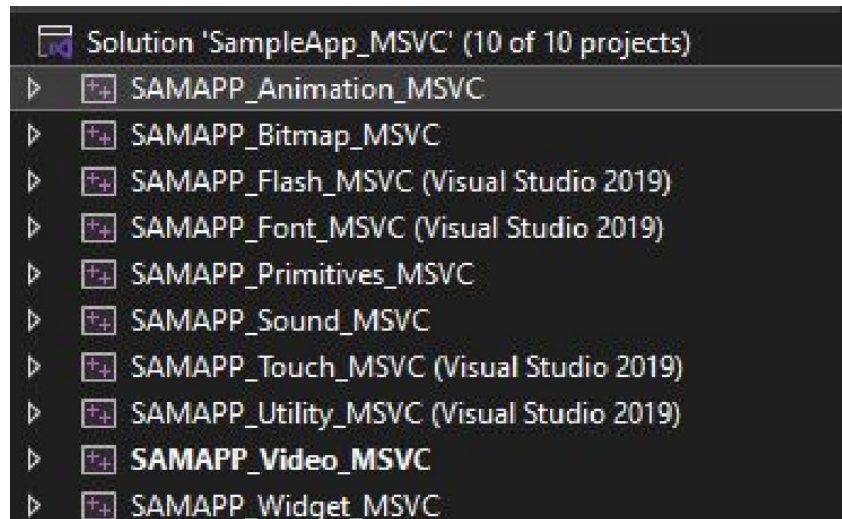 Solution 'SampleApp_MSVC' (10 of 10 projects)
SAMAPP_Animation_MSVC
SAMAPP_Bitmap_MSVC
SAMAPP_Flash_MSVC (Visual Studio 2019)
SAMAPP_Font_MSVC (Visual Studio 2019)
SAMAPP_Primitives_MSVC
SAMAPP_Sound_MSVC
SAMAPP_Touch_MSVC (Visual Studio 2019)
SAMAPP_Utility_MSVC (Visual Studio 2019)
SAMAPP_Video_MSVC
SAMAPP_Widget_MSVC